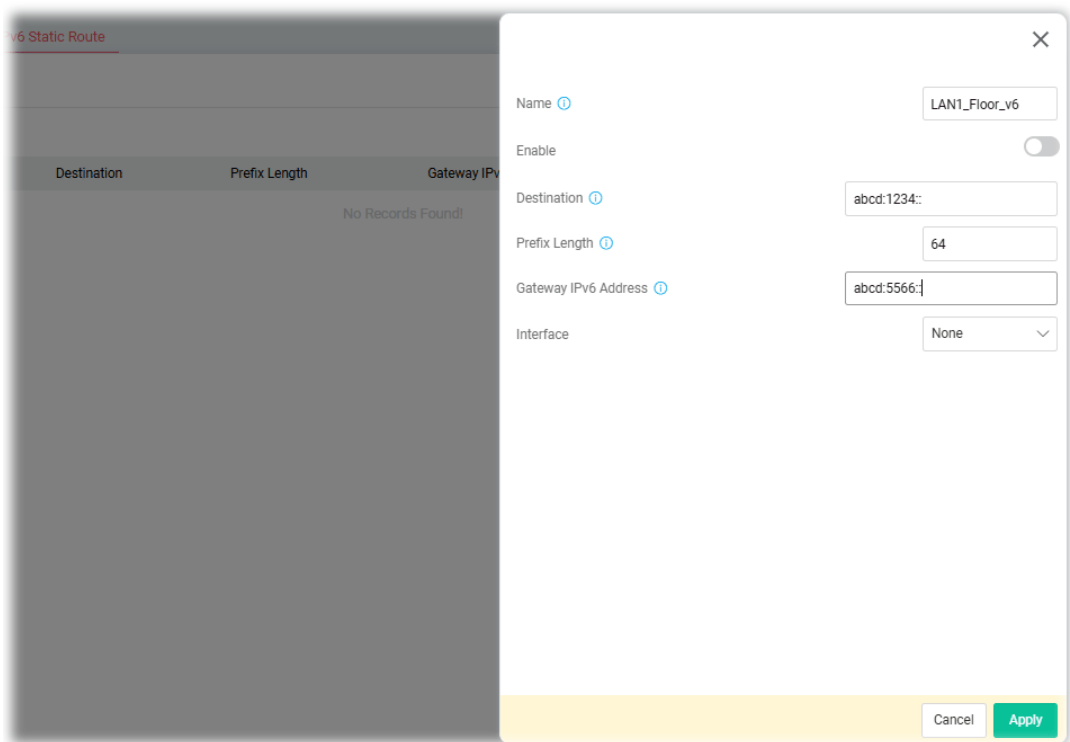 v6 Static Route
Destination Prefix Length Gateway IPv
No Records Found!
Name
LAN1_Floor_v6
Enable
Destination
abcd:1234::
Prefix Length
64
Gateway IPv6 Address
abcd:5566::
Interface
None
Cancel
Apply